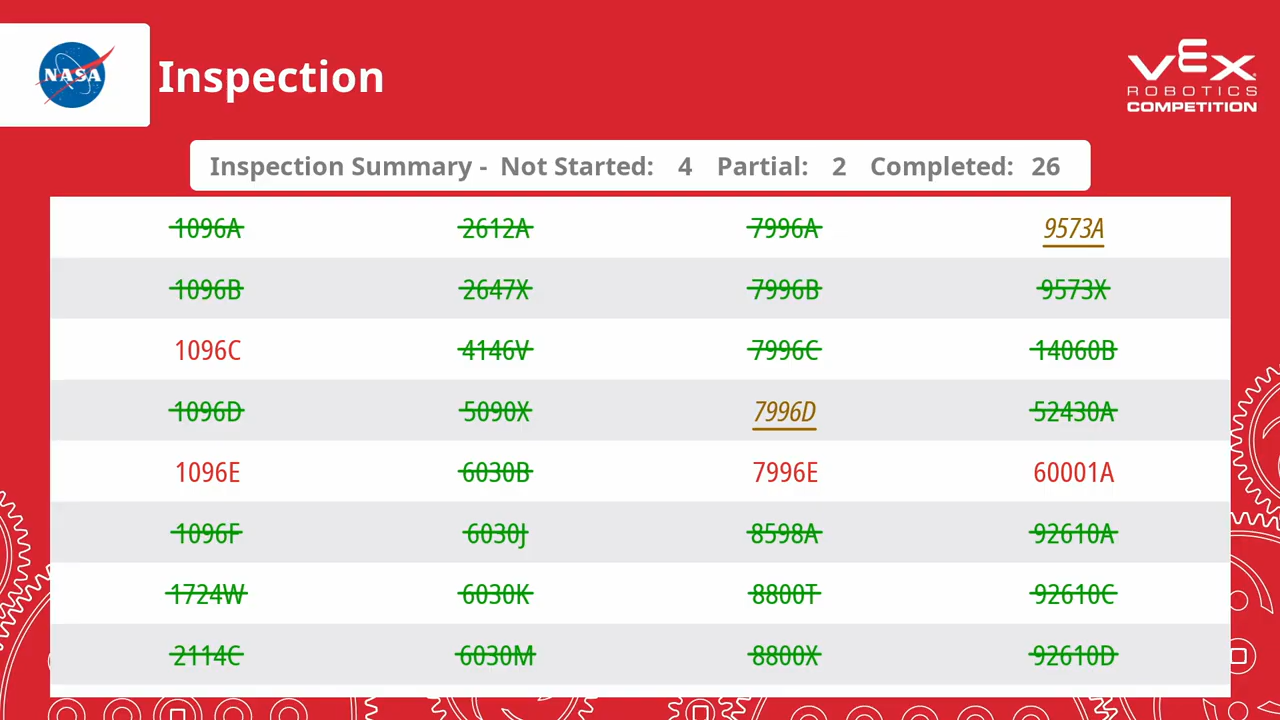 NASA
Inspection
VEX
ROBOTICS
COMPETITION
Inspection Summary - Not Started: 4 Partial: 2 Completed: 26
1096A 2612A 7996A 9573A
1096B 2647X 7996B 9573X
1096C 4146V 7996C 14060B
1096D 5090X 7996D 52430A
1096E 6030B 7996E 60001A
1096F 6030J 8598A 92610A
1724W 6030K 8800T 92610C
2114C 6030M 8800X 92610D